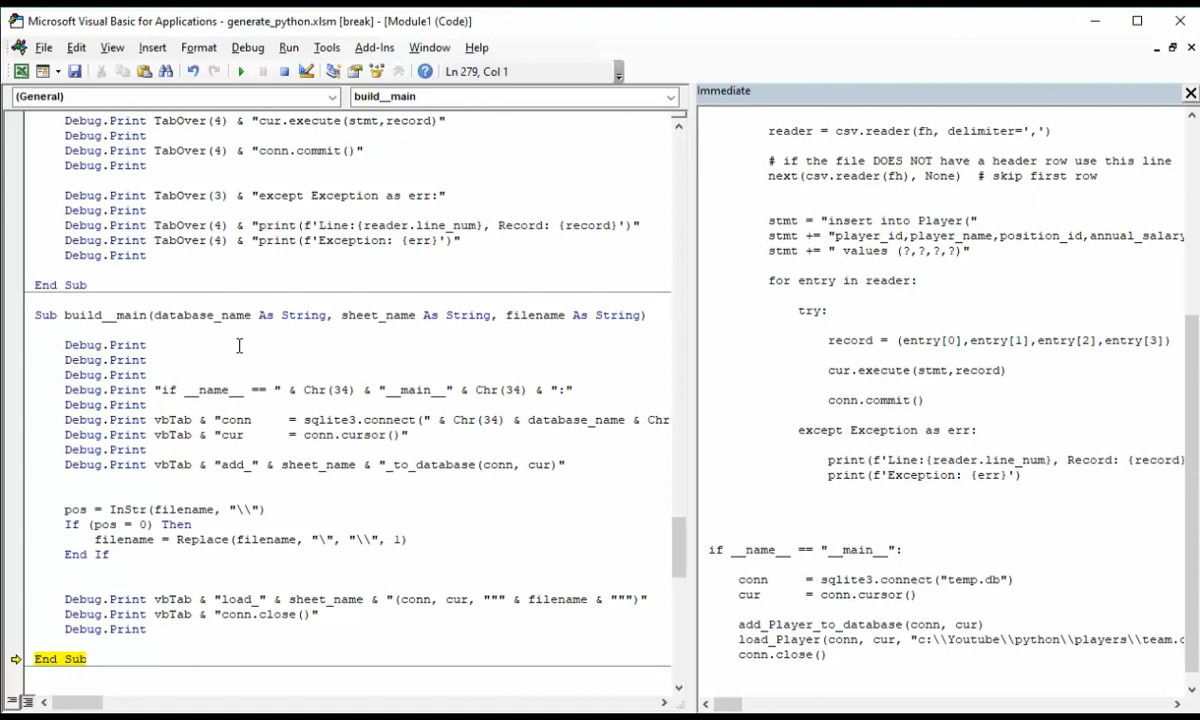 Microsoft Visual Basic for Applications - generate_python.xlsm [break] - [Module1 (Code)]
File Edit View Insert Format Debug Run Tools Add-Ins Window Help
Ln 279, Col 1
(General) build__main
Debug.Print TabOver(4) & "cur.execute(stmt,record)"
Debug.Print
Debug.Print TabOver(4) & "conn.commit()"
Debug.Print
Debug.Print TabOver(3) & "except Exception as err:"
Debug.Print
Debug.Print TabOver(4) & "print(f'Line:{reader.line_num}, Record: {record}')"
Debug.Print TabOver(4) & "print(f'Exception: {err}')"
Debug.Print
End Sub
Sub build__main(database_name As String, sheet_name As String, filename As String)
Debug.Print
Debug.Print
Debug.Print
Debug.Print "if __name__ == " & Chr(34) & "__main__" & Chr(34) & ":"
Debug.Print
Debug.Print vbTab & "conn     = sqlite3.connect(" & Chr(34) & database_name & Chr
Debug.Print vbTab & "cur      = conn.cursor()"
Debug.Print
Debug.Print vbTab & "add_" & sheet_name & "_to_database(conn, cur)"
pos = InStr(filename, "\\")
If (pos = 0) Then
filename = Replace(filename, "\", "\\", 1)
End If
Debug.Print vbTab & "load_" & sheet_name & "(conn, cur, """ & filename & """)"
Debug.Print vbTab & "conn.close()"
Debug.Print
End Sub
Immediate
reader = csv.reader(fh, delimiter=',')
# if the file DOES NOT have a header row use this line
next(csv.reader(fh), None)  # skip first row
stmt = "insert into Player("
stmt += "player_id,player_name,position_id,annual_salary
stmt += " values (?,?,?,?)"
for entry in reader:
try:
record = (entry[0],entry[1],entry[2],entry[3])
cur.execute(stmt,record)
conn.commit()
except Exception as err:
print(f'Line:{reader.line_num}, Record: {record}
print(f'Exception: {err}')
if __name__ == "__main__":
conn     = sqlite3.connect("temp.db")
cur      = conn.cursor()
add_Player_to_database(conn, cur)
load_Player(conn, cur, "c:\\Youtube\\python\\players\\team.c
conn.close()